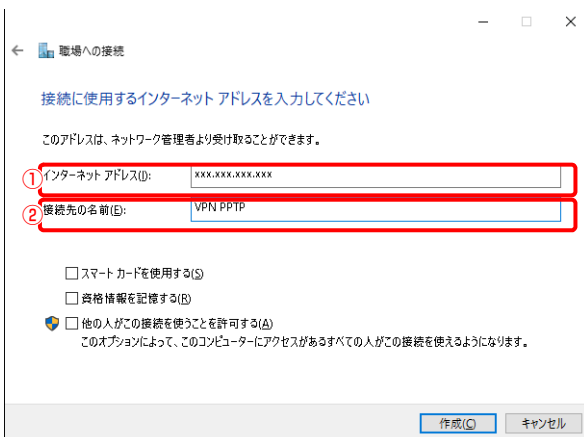 職場への接続
接続に使用するインターネット アドレスを入力してください
このアドレスは、ネットワーク管理者より受け取ることができます。
① インターネット アドレス(I): xxx.xxx.xxx.xxx
② 接続先の名前(E): VPN PPTP
スマート カードを使用する(S)
資格情報を記憶する(R)
他の人がこの接続を使うことを許可する(A)
このオプションによって、このコンピューターにアクセスがあるすべての人がこの接続を使えるようになります。
作成(C) キャンセル